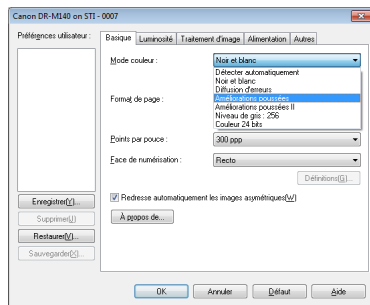 Canon DR-M140 on STI - 0007
Préférences utilisateur :
Basique Luminosité Traitement d'image Alimentation Autres
Mode couleur : Noir et blanc
Détecter automatiquement
Noir et blanc
Diffusion d'erreurs
Améliorations poussées
Améliorations poussées II
Niveau de gris : 256
Couleur 24 bits
Format de page :
Points par pouce : 300 ppp
Face de numérisation : Recto
Définitions(G)...
Redresse automatiquement les images asymétriques(W)
Enregistrer(Y)...
À propos de...
Supprimer(J)
Restaurer(V)...
Sauvegarder(X)...
OK Annuler Défaut Aide